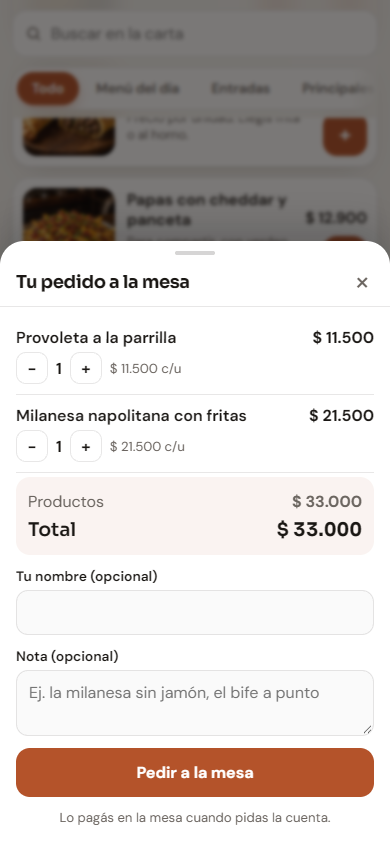 Buscar en la carta
Todo Menú del día Entradas Principales
o al horno.
+
Papas con cheddar y
panceta
$ 12.900
Tu pedido a la mesa ×
Provoleta a la parrilla $ 11.500
- 1 + $ 11.500 c/u
Milanesa napolitana con fritas $ 21.500
- 1 + $ 21.500 c/u
Productos $ 33.000
Total $ 33.000
Tu nombre (opcional)
Nota (opcional)
Ej. la milanesa sin jamón, el bife a punto
Pedir a la mesa
Lo pagás en la mesa cuando pidas la cuenta.